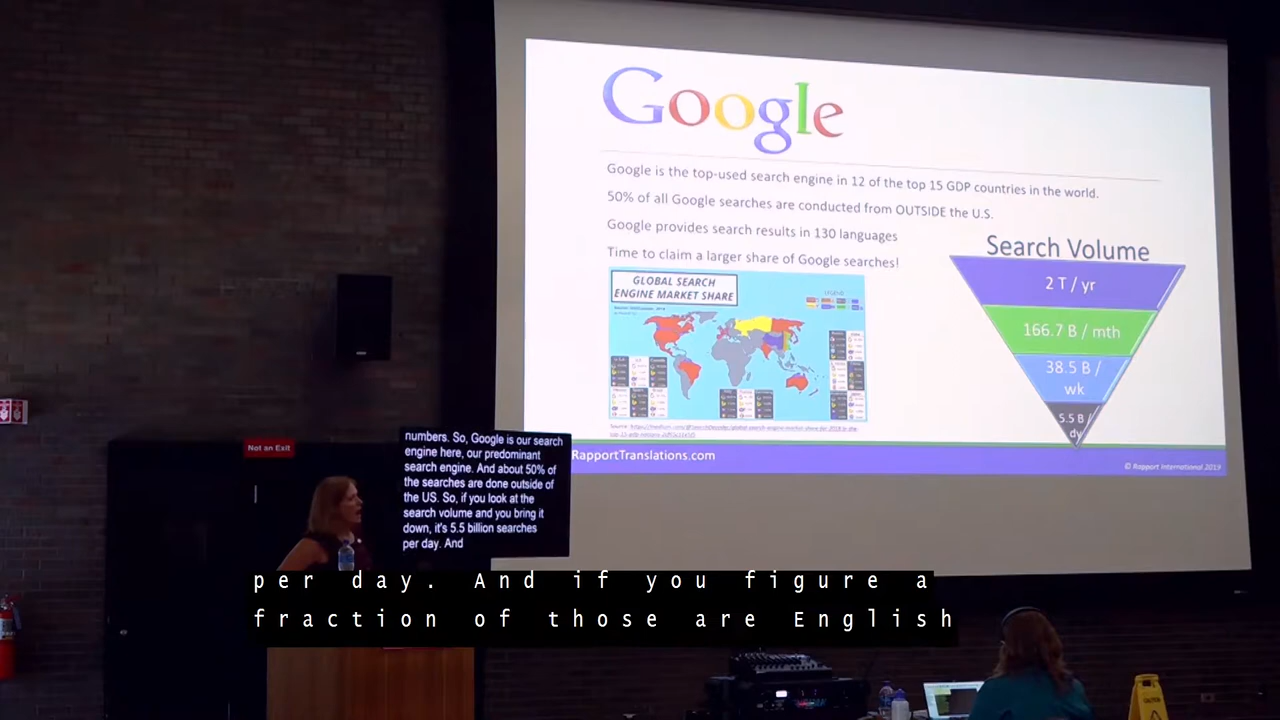 Google
Google is the top-used search engine in 12 of the top 15 GDP countries in the world.
50% of all Google searches are conducted from OUTSIDE the U.S.
Google provides search results in 130 languages
Time to claim a larger share of Google searches!
GLOBAL SEARCH
ENGINE MARKET SHARE
LEGEND
Search Volume
2 T / yr
166.7 B / mth
38.5 B /
wk
5.5 B /
dy
RapportTranslations.com
© Rapport International 2019
Not an Exit
numbers. So, Google is our search
engine here, our predominant
search engine. And about 50% of
the searches are done outside of
the US. So, if you look at the
search volume and you bring it
down, it's 5.5 billion searches
per day. And
per day. And if you figure a
fraction of those are English
CAUTION